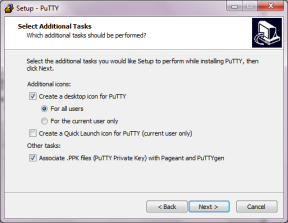 Setup - PuTTY
Select Additional Tasks
Which additional tasks should be performed?
Select the additional tasks you would like Setup to perform while installing PuTTY, then
click Next.
Additional icons:
Create a desktop icon for PuTTY
For all users
For the current user only
Create a Quick Launch icon for PuTTY (current user only)
Other tasks:
Associate .PPK files (PuTTY Private Key) with Pageant and PuTTYgen
< Back
Next >
Cancel